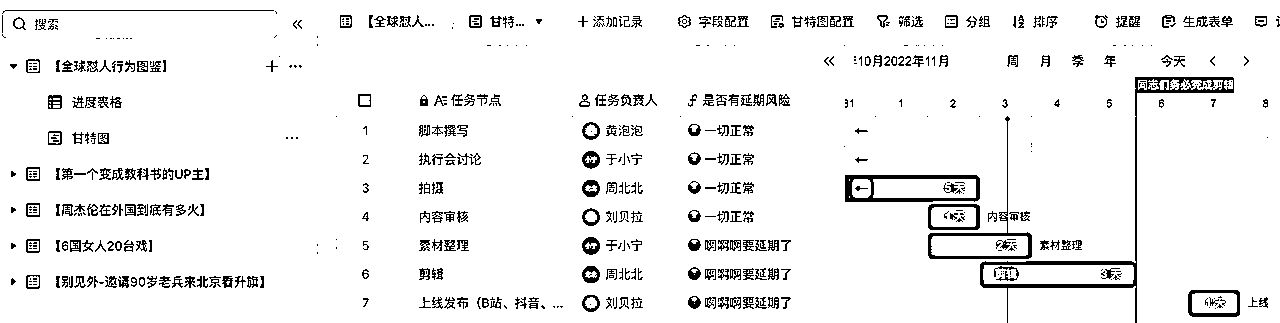 搜索
【全球怼人... 甘特... 添加记录 字段配置 甘特图配置 筛选 分组 排序 提醒 生成表单
【全球怼人行为图鉴】
进度表格
甘特图
【第一个变成教科书的UP主】
【周杰伦在外国到底有多火】
【6国女人20台戏】
【别见外-邀请90岁老兵来北京看升旗】
10月2022年11月 周 月 季 年 今天
同志们务必完成剪辑
任务节点 任务负责人 是否有延期风险 31 1 2 3 4 5 6 7 8
1 脚本撰写 黄泡泡 一切正常
2 执行会讨论 于小宁 一切正常
3 拍摄 周北北 一切正常 5天
4 内容审核 刘贝拉 一切正常 1天 内容审核
5 素材整理 于小宁 啊啊啊要延期了 2天 素材整理
6 剪辑 周北北 啊啊啊要延期了 剪辑 3天
7 上线发布（B站、抖音、... 刘贝拉 啊啊啊要延期了 1天 上线